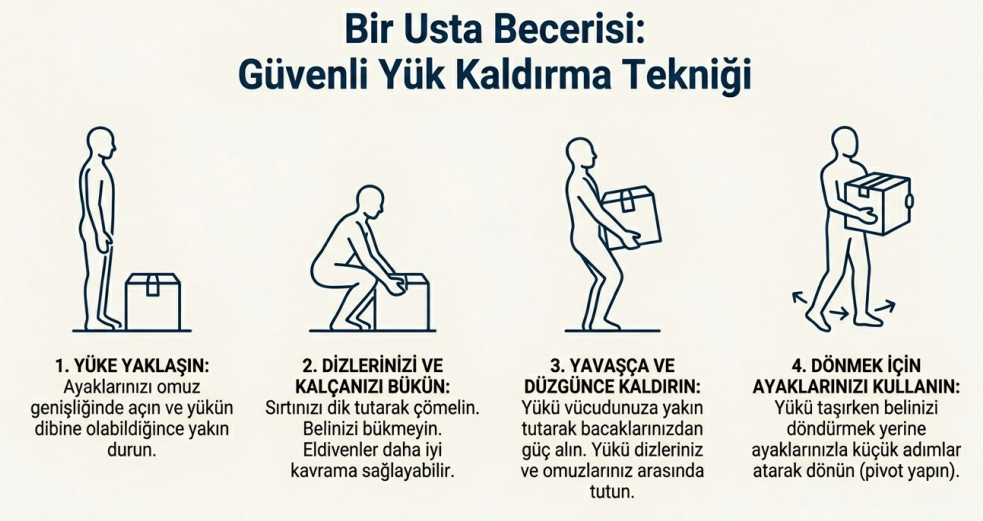 Bir Usta Becerisi:
Güvenli Yük Kaldırma Tekniği
1. YÜKE YAKLAŞIN:
Ayaklarınızı omuz
genişliğinde açın ve yükün
dibine olabildiğince yakın
durun.
2. DİZLERİNİZİ VE
KALÇANIZI BÜKÜN:
Sırtınızı dik tutarak çömelin.
Belinizi bükmeyin.
Eldivenler daha iyi
kavrama sağlayabilir.
3. YAVAŞÇA VE
DÜZGÜNCE KALDIRIN:
Yükü vücudunuza yakın
tutarak bacaklarınızdan
güç alın. Yükü dizleriniz
ve omuzlarınız arasında
tutun.
4. DÖNMEK İÇİN
AYAKLARINIZI KULLANIN:
Yükü taşırken belinizi
döndürmek yerine
ayaklarınızla küçük adımlar
atarak dönün (pivot yapın).